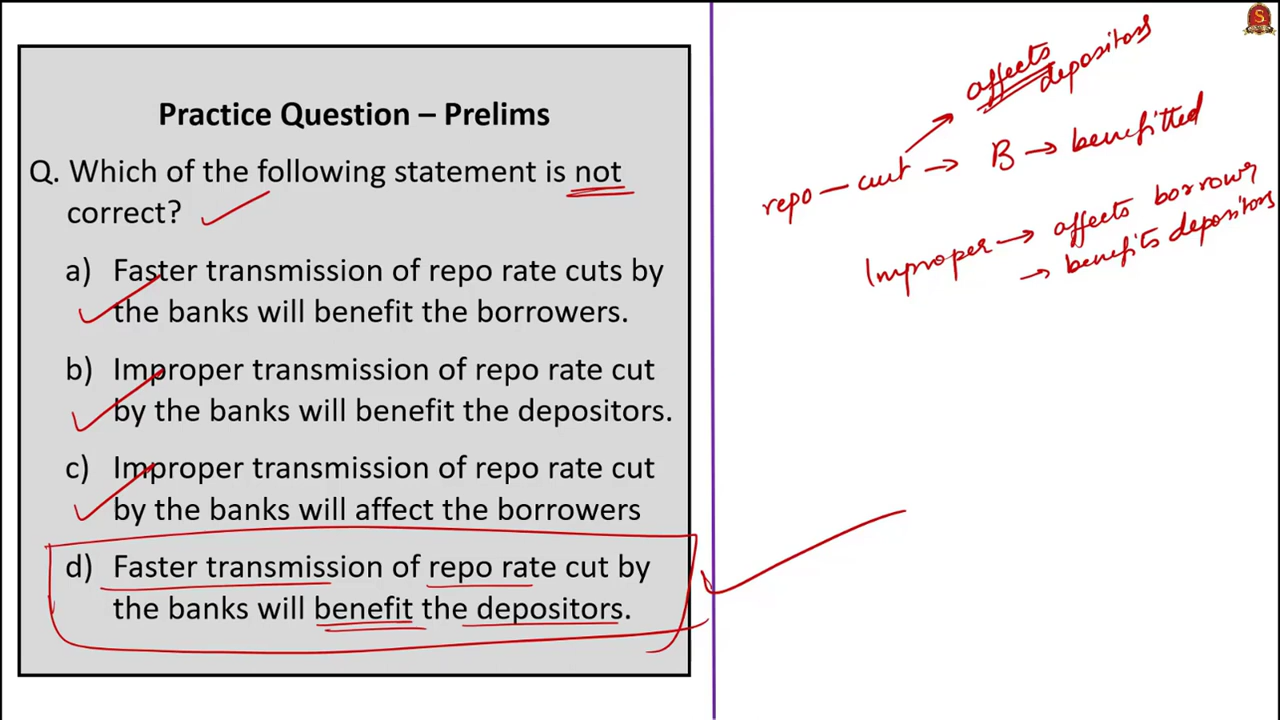 Practice Question – Prelims
Q. Which of the following statement is not
correct?
a) Faster transmission of repo rate cuts by
the banks will benefit the borrowers.
b) Improper transmission of repo rate cut
by the banks will benefit the depositors.
c) Improper transmission of repo rate cut
by the banks will affect the borrowers
d) Faster transmission of repo rate cut by
the banks will benefit the depositors.
affects depositors
repo – cut → B → benefitted
Improper → affects borrower
→ benefits depositors
S